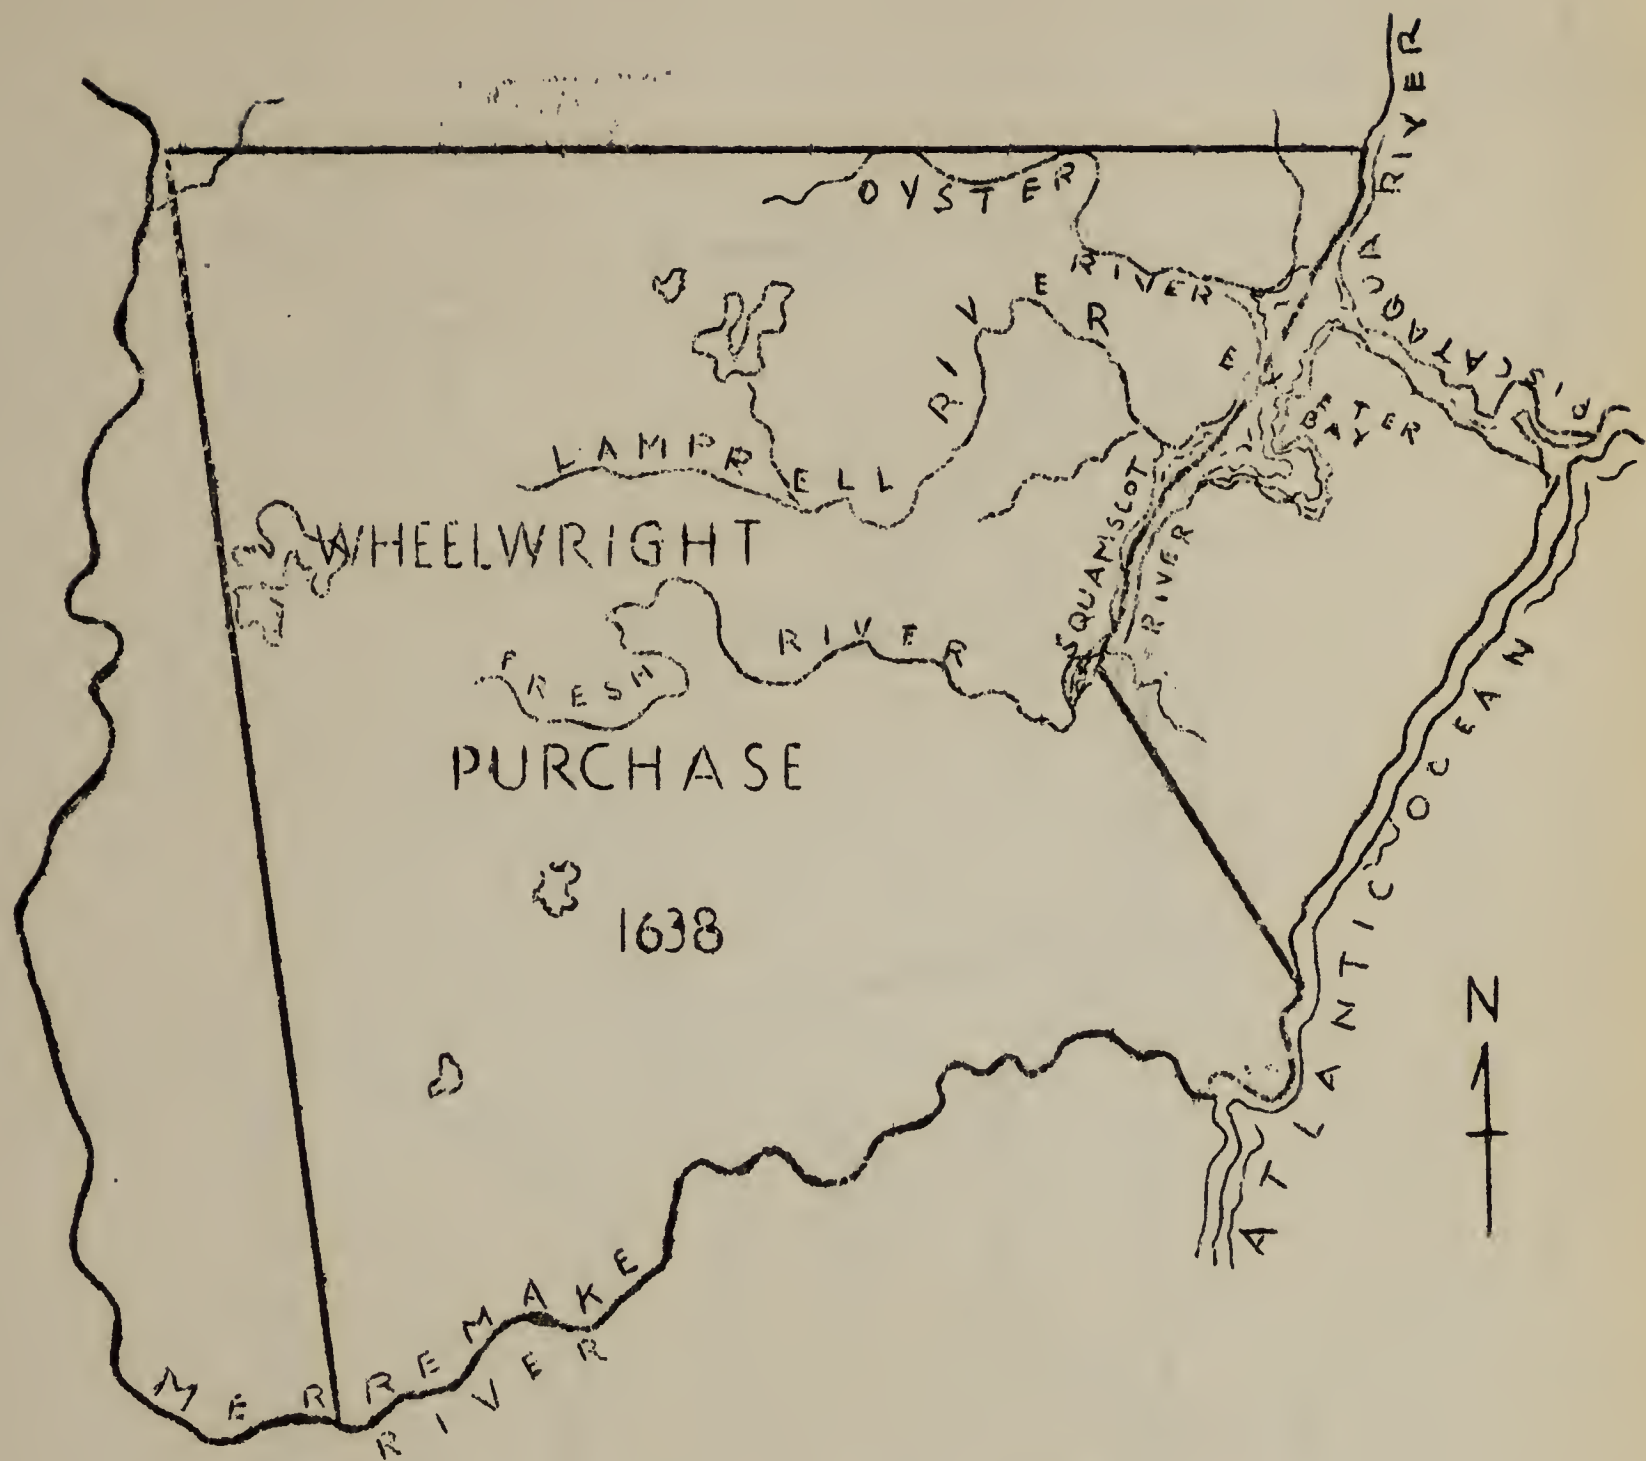 PISCATAQUA RIVER
OYSTER RIVER
LAMPRELL RIVER
EXETER
BAY
SQUAMSLOT
RIVER
WHEELWRIGHT
FRESH RIVER
PURCHASE
1638
ATLANTIC OCEAN
N
MERREMAKE
RIVER